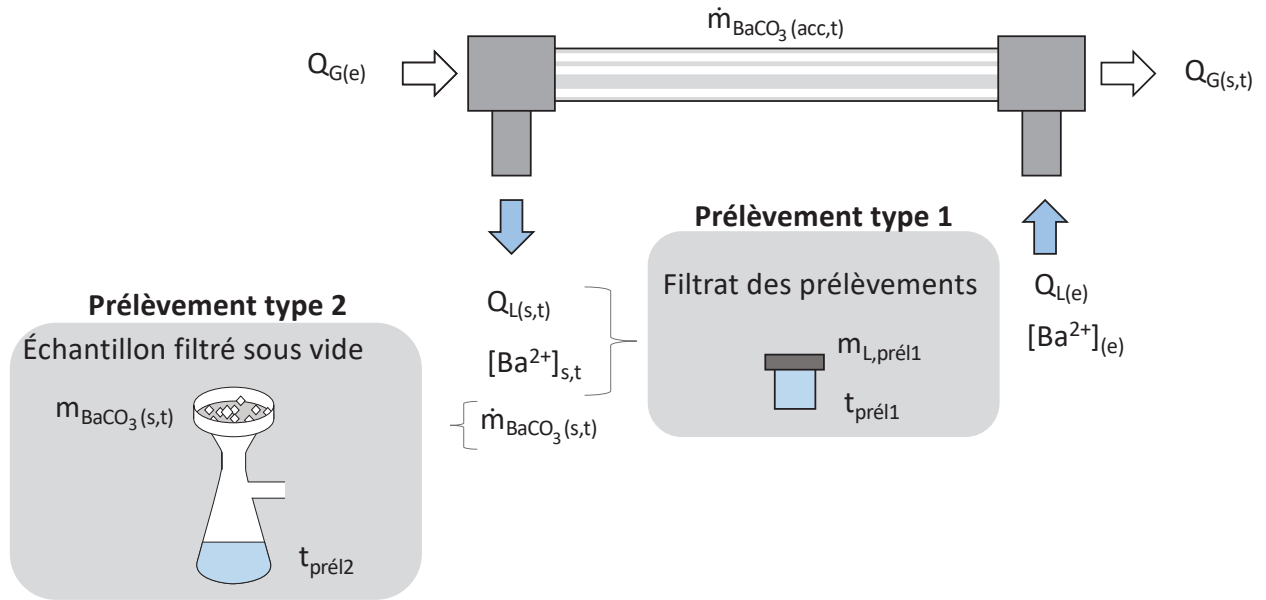 ṁBaCO₃(acc,t)
QG(e)
QG(s,t)
Prélèvement type 1
Filtrat des prélèvements
mL,prél1
tprél1
QL(e)
[Ba²⁺](e)
QL(s,t)
[Ba²⁺]s,t
ṁBaCO₃(s,t)
Prélèvement type 2
Échantillon filtré sous vide
mBaCO₃(s,t)
tprél2